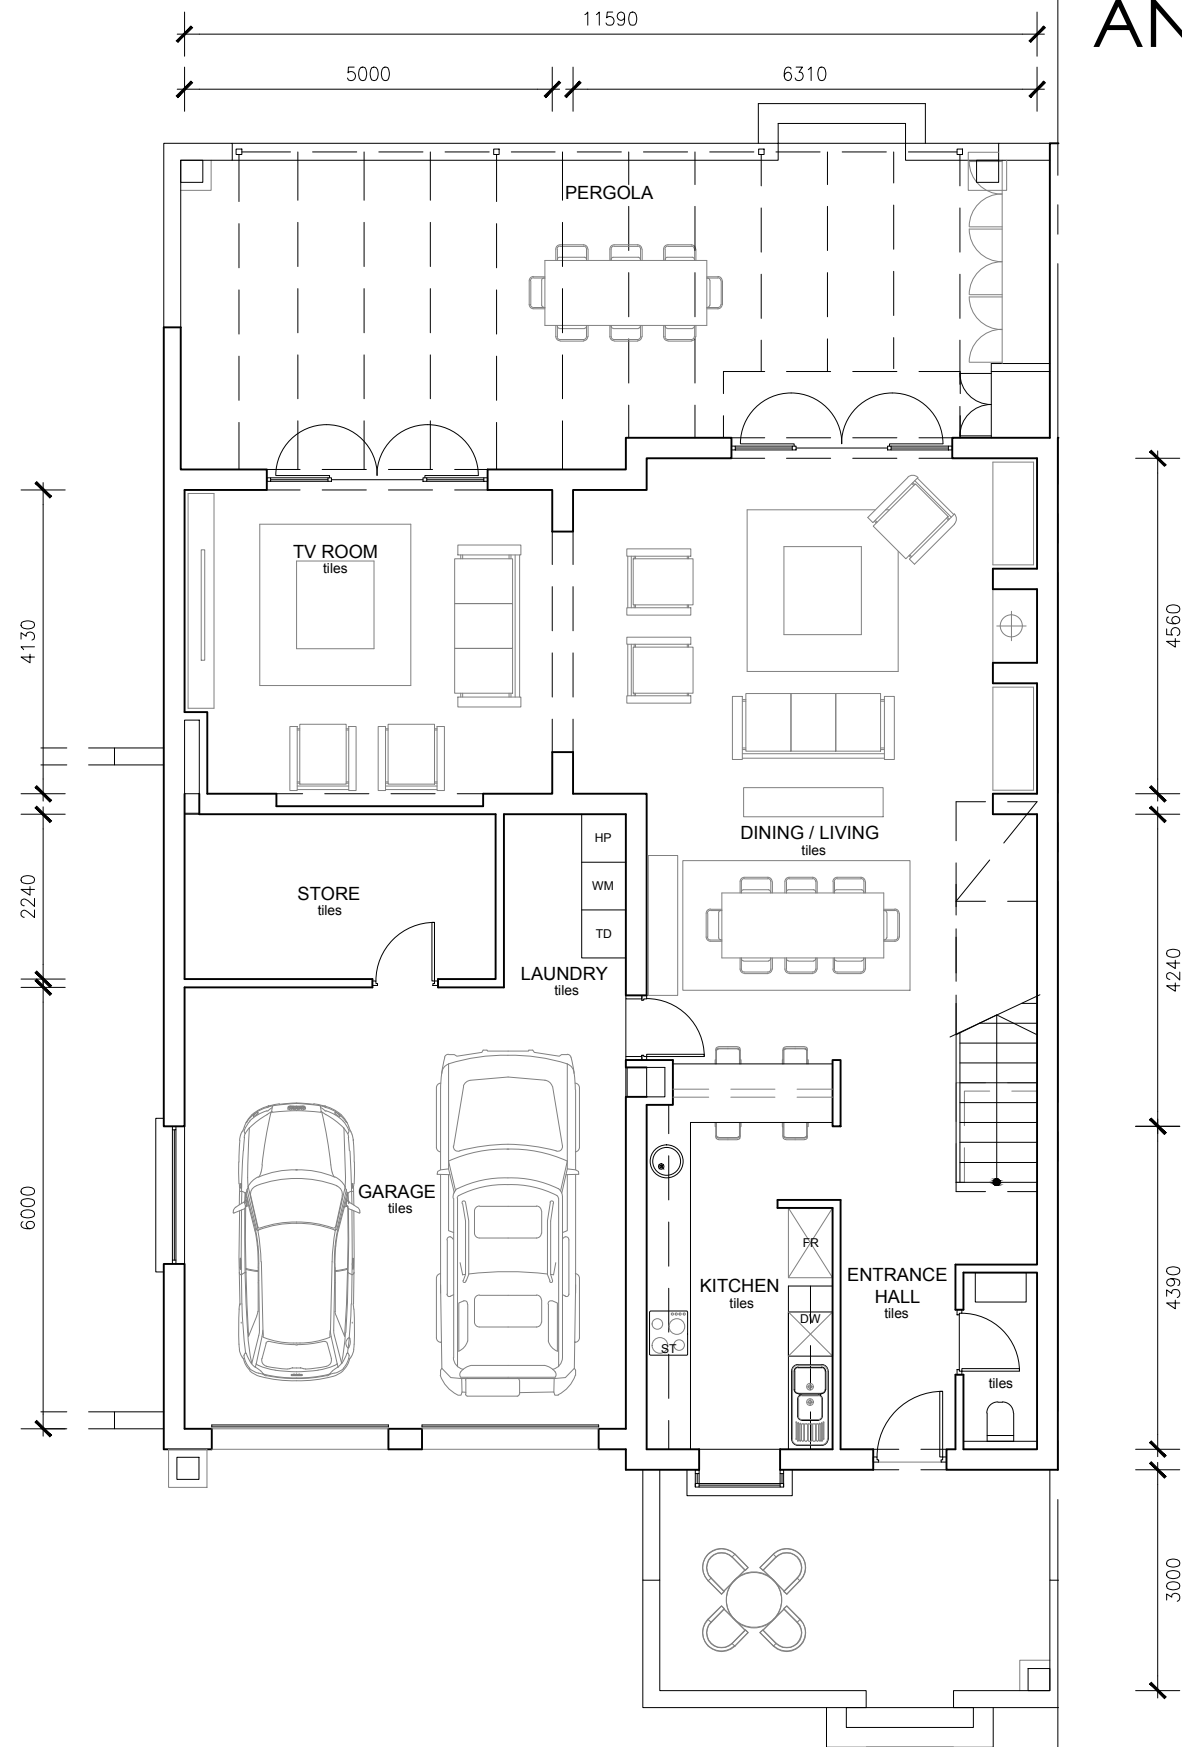 11590
AN
5000
6310
PERGOLA
TV ROOM
tiles
4130
4560
DINING / LIVING
tiles
HP
WM
TD
STORE
tiles
2240
LAUNDRY
tiles
4240
GARAGE
tiles
6000
FR
KITCHEN
tiles
ENTRANCE
HALL
tiles
DW
ST
4390
tiles
3000